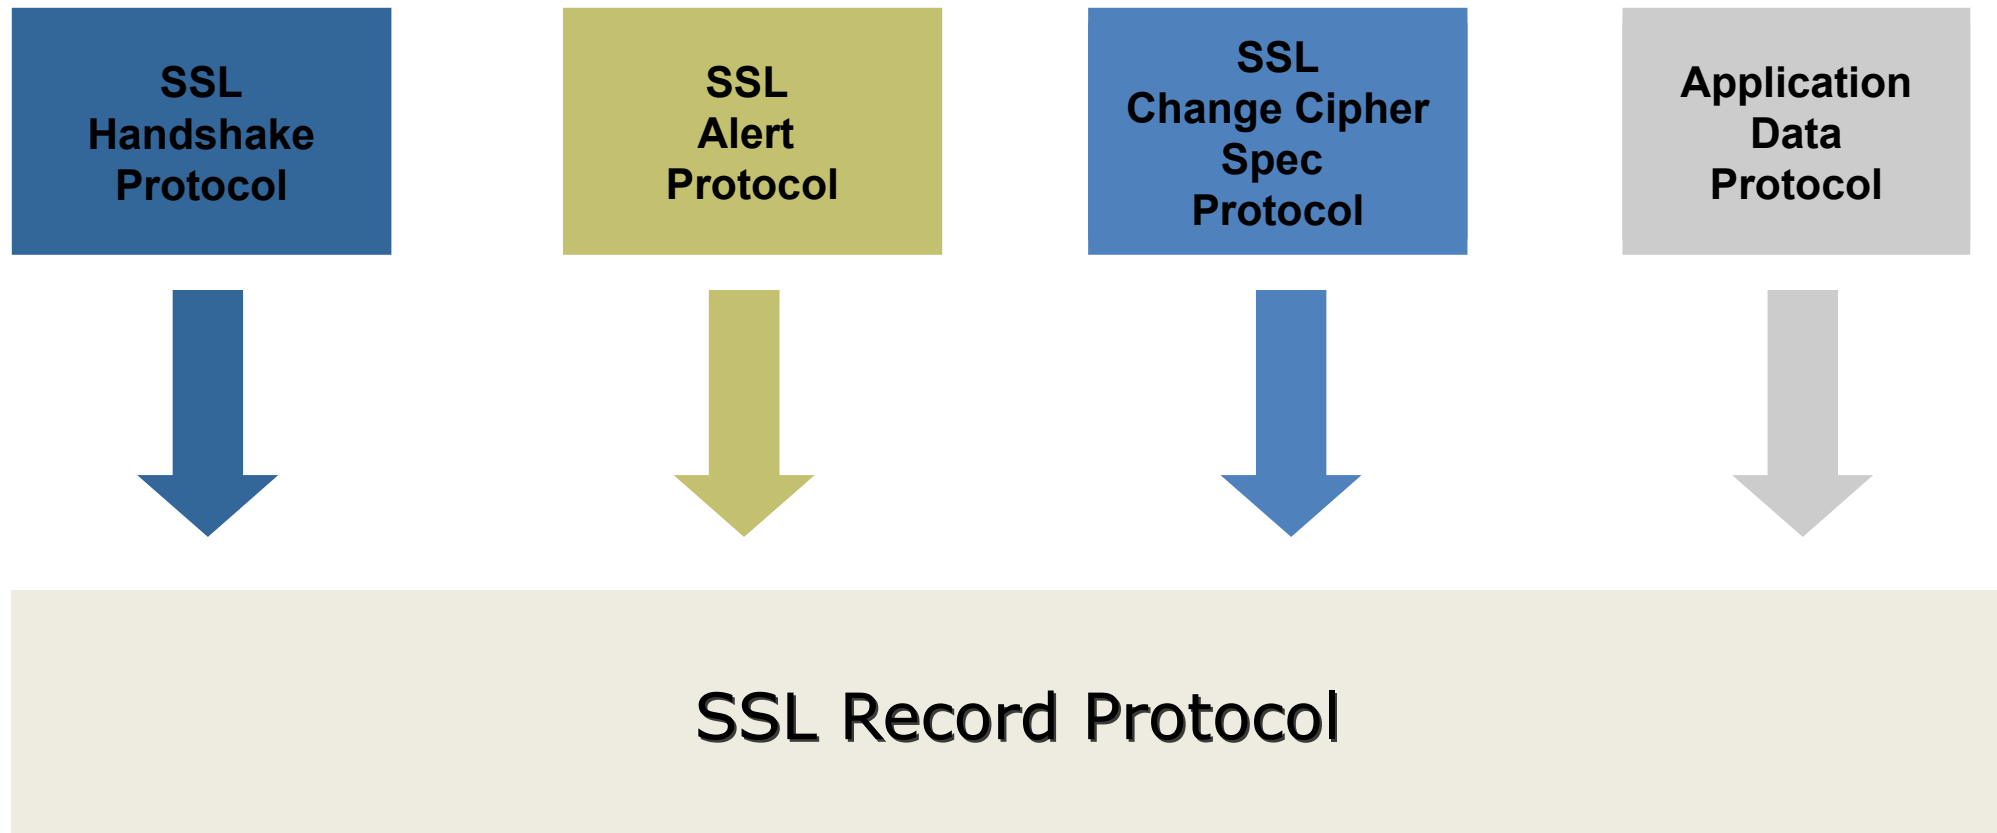 SSL
Handshake
Protocol
SSL
Alert
Protocol
SSL
Change Cipher
Spec
Protocol
Application
Data
Protocol
SSL Record Protocol